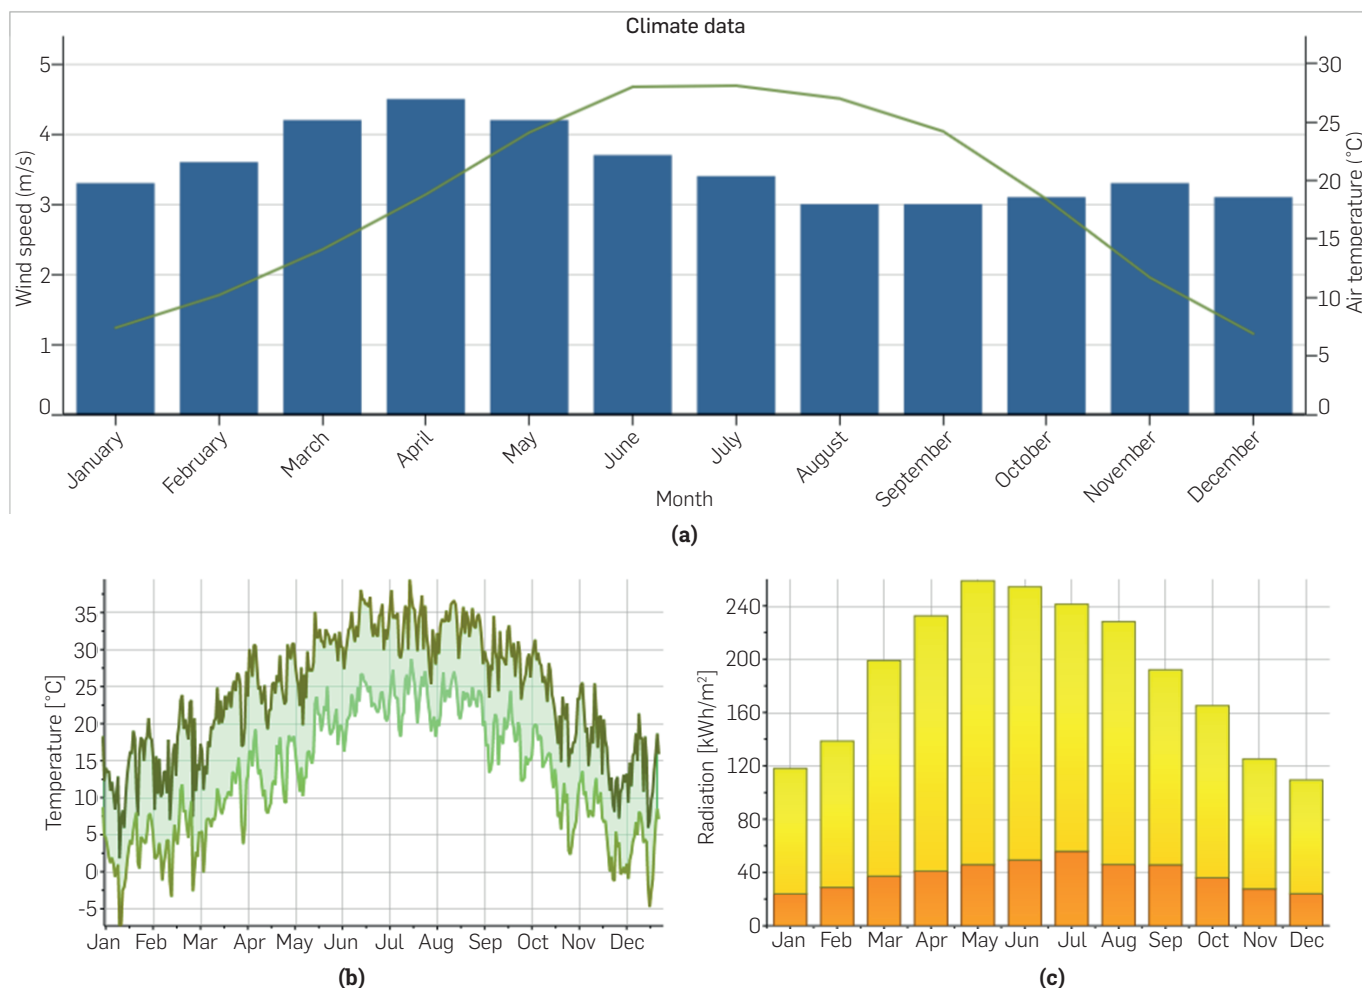 Climate data
Wind speed (m/s)
5
4
3
2
1
0
30
25
20
15
10
5
0
Air temperature (°C)
January
February
March
April
May
June
July
August
September
October
November
December
Month
(a)
Temperature [°C]
35
30
25
20
15
10
5
0
-5
Jan Feb Mar Apr May Jun Jul Aug Sep Oct Nov Dec
(b)
Radiation [kWh/m²]
240
200
160
120
80
40
0
Jan Feb Mar Apr May Jun Jul Aug Sep Oct Nov Dec
(c)